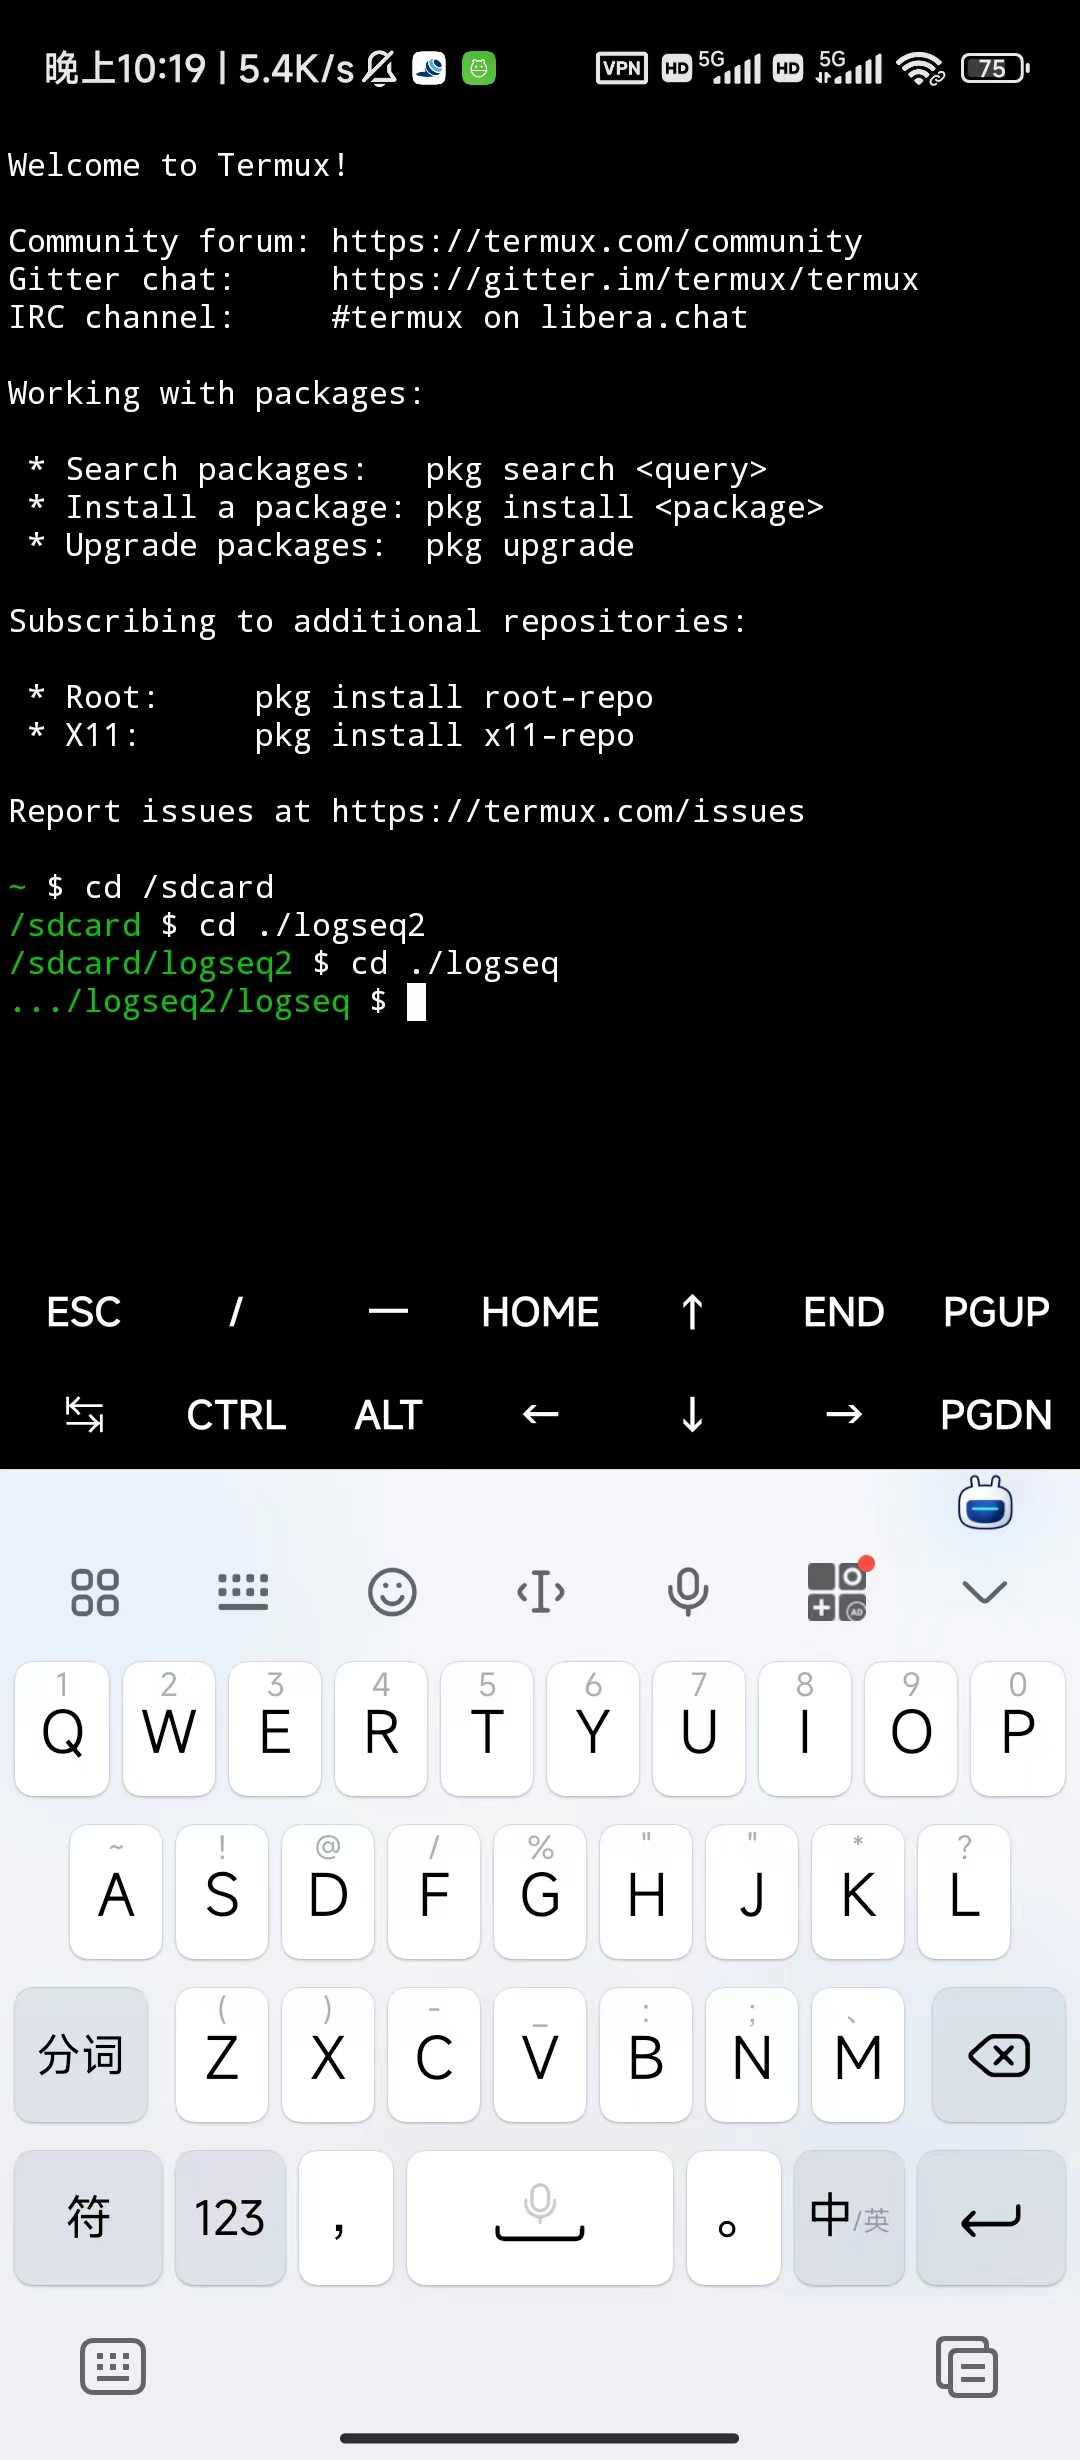 晚上10:19 | 5.4K/s VPN HD 5G HD 5G 75
Welcome to Termux!
Community forum: https://termux.com/community
Gitter chat:     https://gitter.im/termux/termux
IRC channel:     #termux on libera.chat
Working with packages:
 * Search packages:   pkg search <query>
 * Install a package: pkg install <package>
 * Upgrade packages:  pkg upgrade
Subscribing to additional repositories:
 * Root:     pkg install root-repo
 * X11:      pkg install x11-repo
Report issues at https://termux.com/issues
~ $ cd /sdcard
/sdcard $ cd ./logseq2
/sdcard/logseq2 $ cd ./logseq
.../logseq2/logseq $
ESC / — HOME ↑ END PGUP
↹ CTRL ALT ← ↓ → PGDN
AD
1 2 3 4 5 6 7 8 9 0
Q W E R T Y U I O P
~ ! @ / % " " * ?
A S D F G H J K L
( ) - _ : ; 、
分词 Z X C V B N M
符 123 , 。 中/英